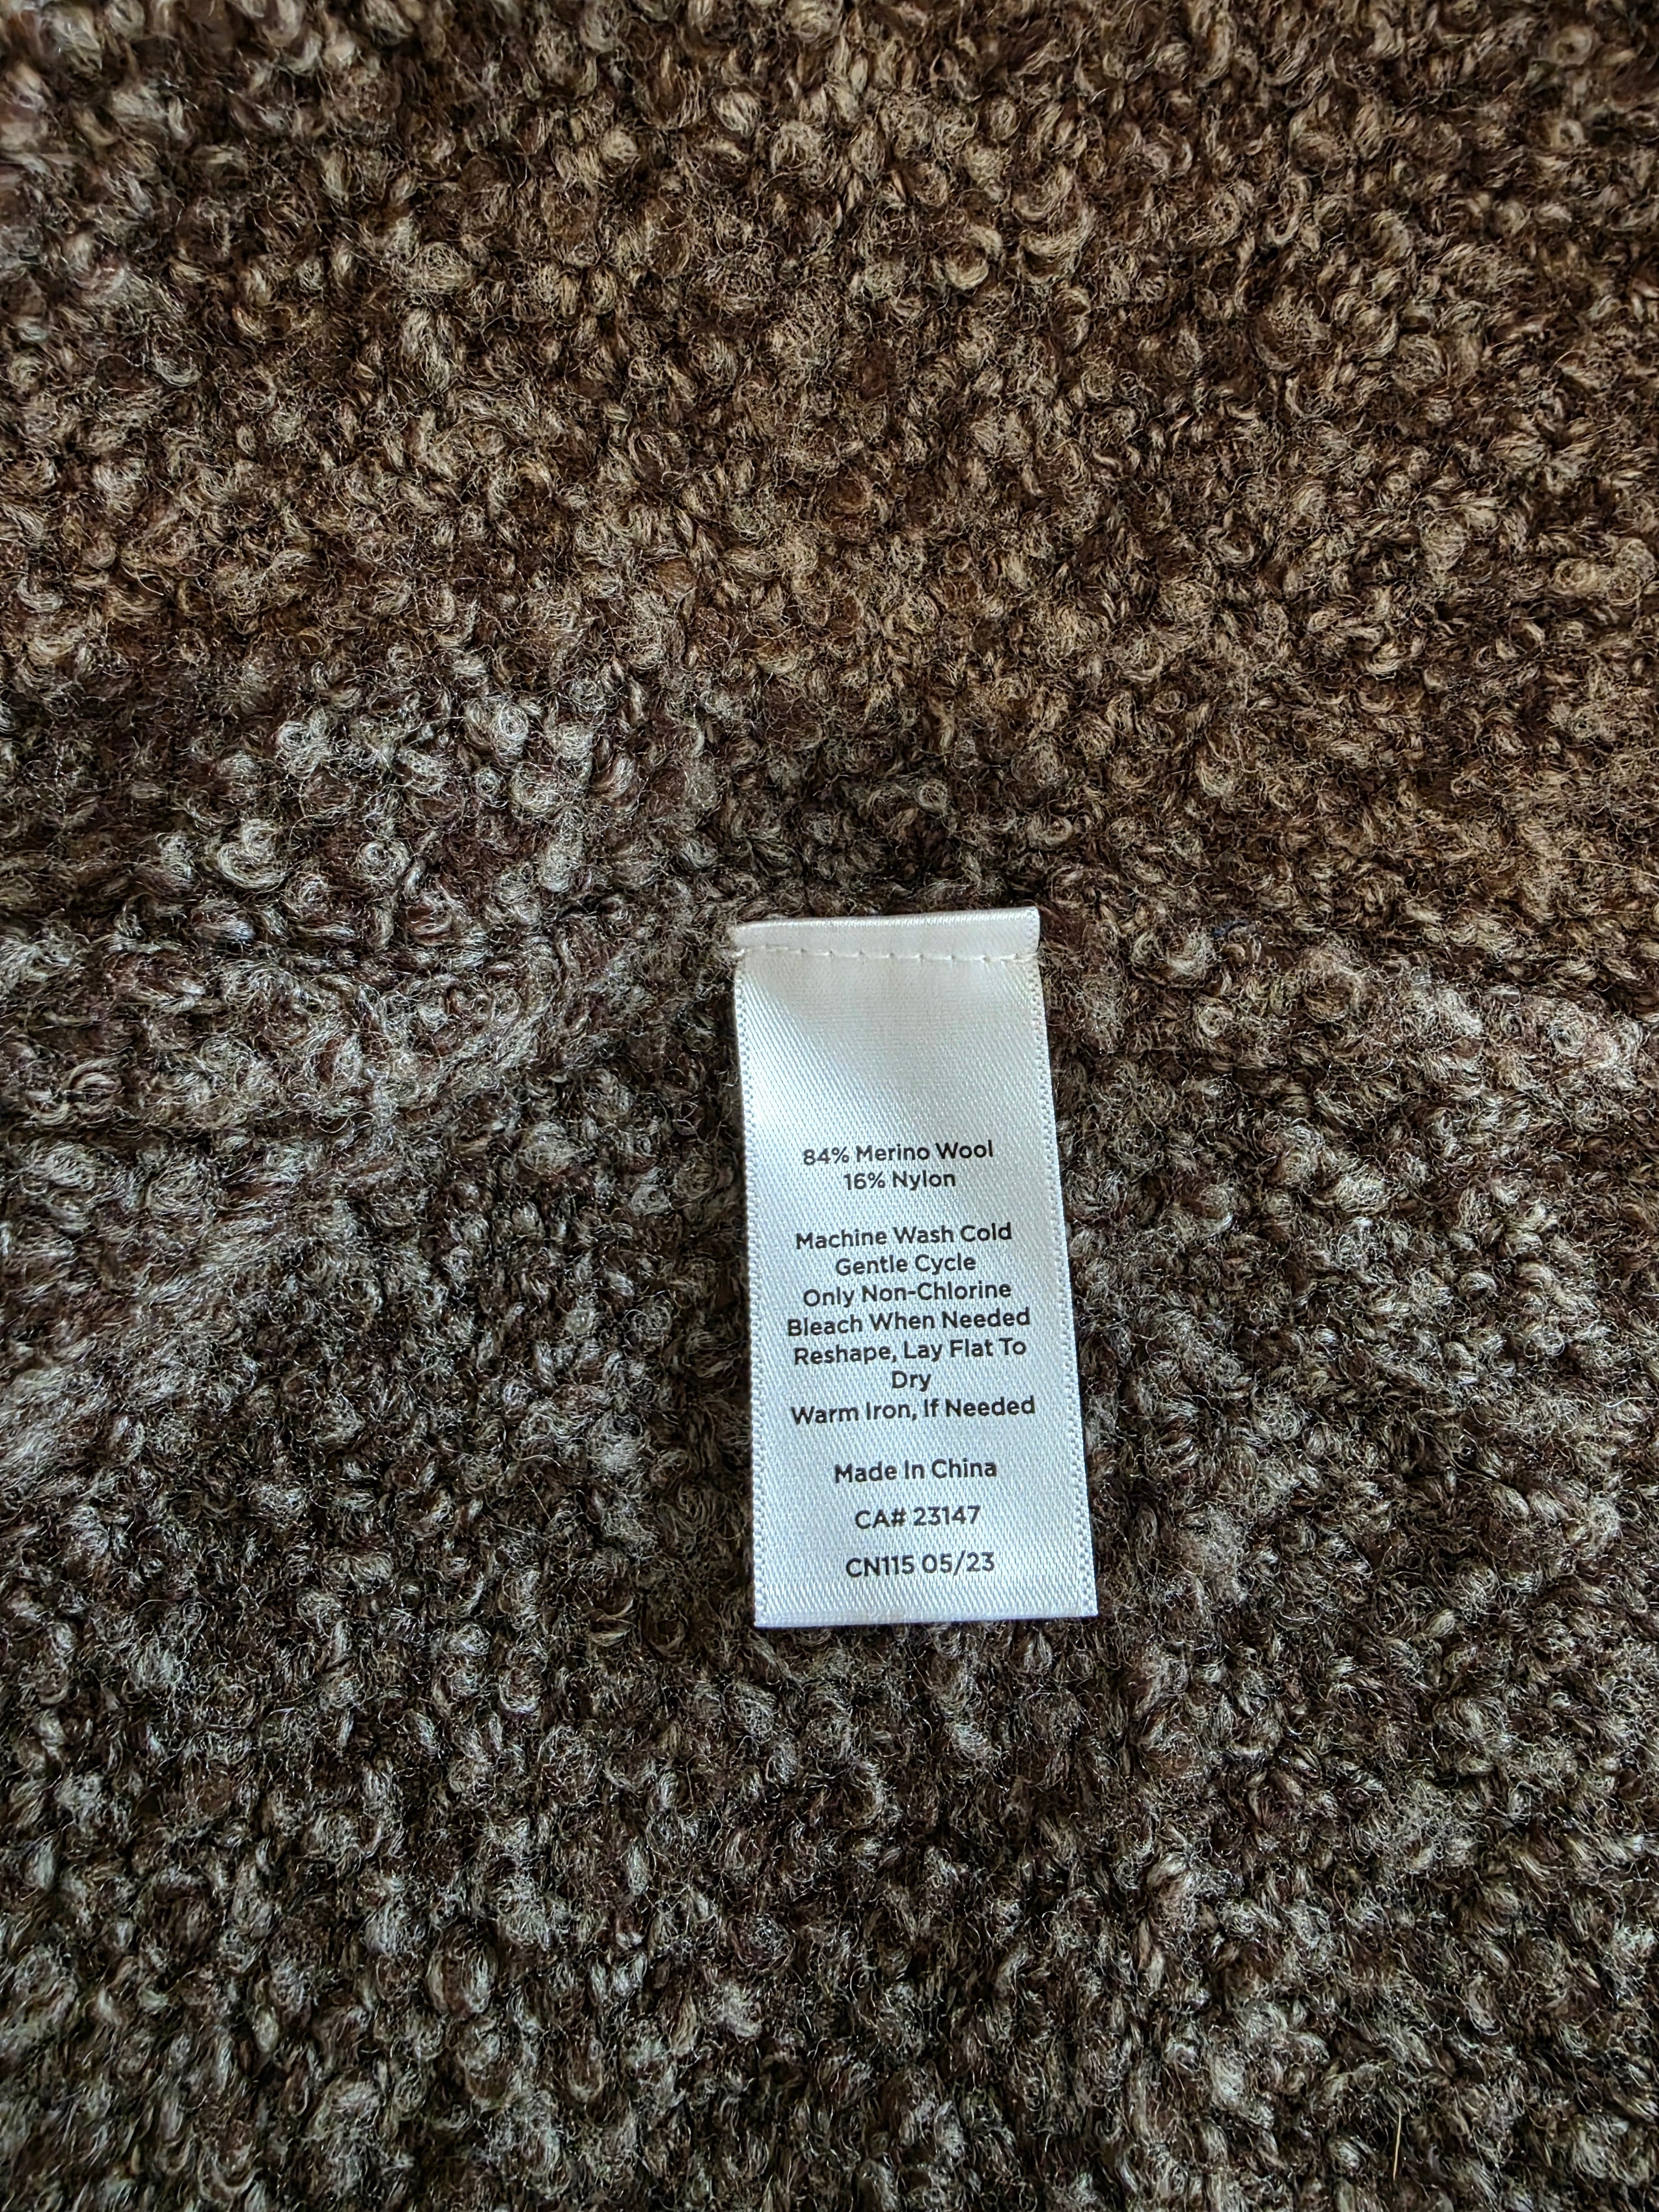 84% Merino Wool
16% Nylon
Machine Wash Cold
Gentle Cycle
Only Non-Chlorine
Bleach When Needed
Reshape, Lay Flat To
Dry
Warm Iron, If Needed
Made In China
CA# 23147
CN115 05/23